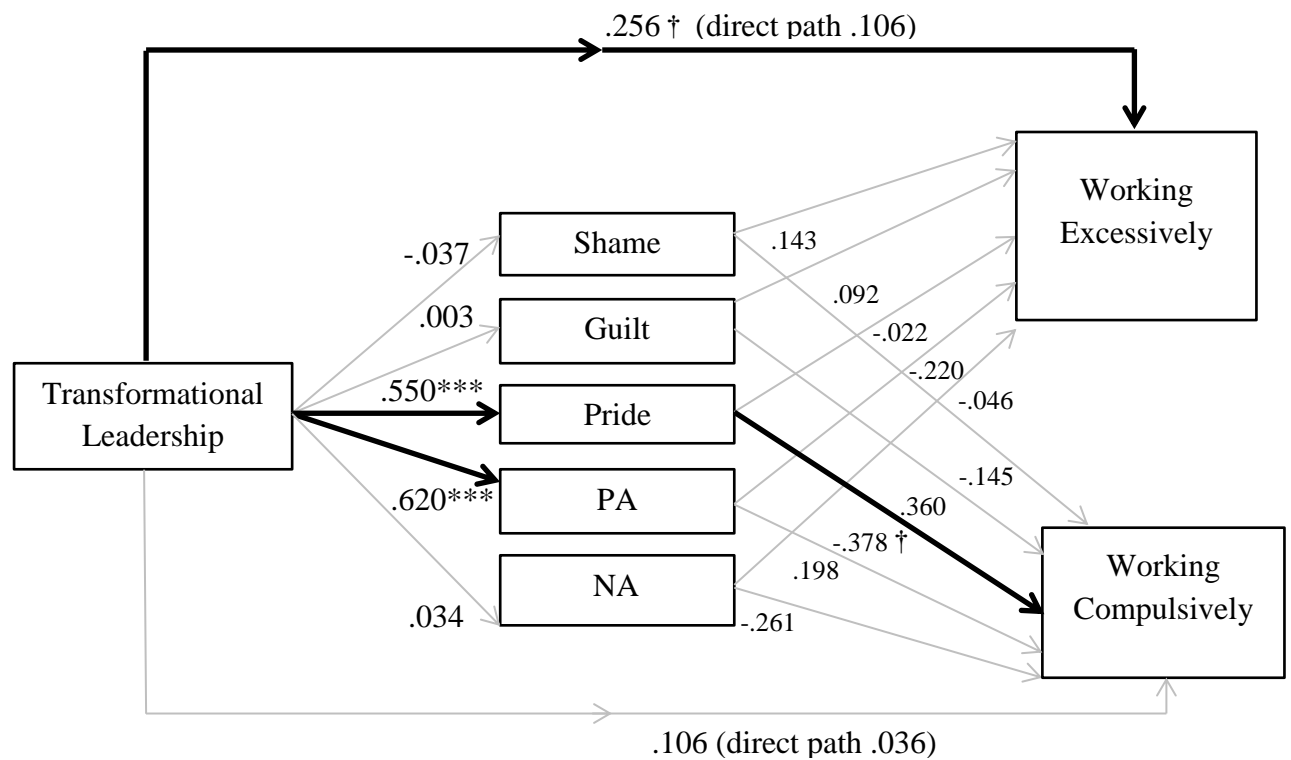 .256 † (direct path .106)
Working
Excessively
Shame
-.037
.143
.003
Guilt
.092
-.022
Transformational
Leadership
.550***
Pride
-.220
-.046
.620***
PA
-.145
.360
-.378 †
.198
NA
.034
-.261
Working
Compulsively
.106 (direct path .036)